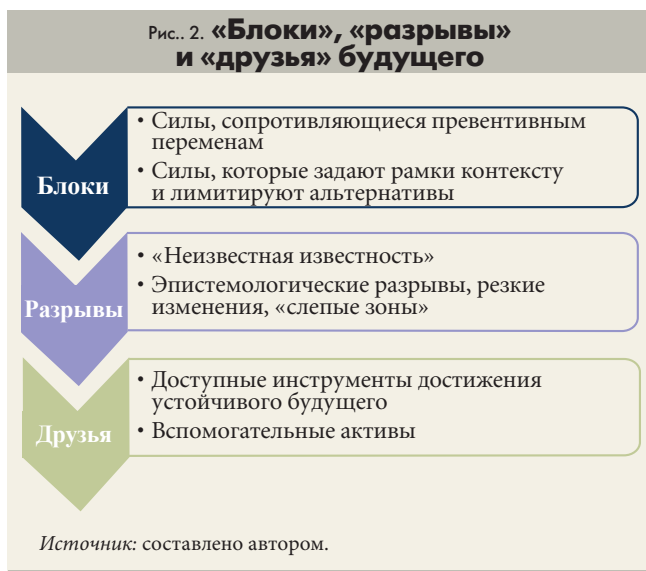 Рис.. 2. «Блоки», «разрывы»
и «друзья» будущего
Блоки
• Силы, сопротивляющиеся превентивным
переменам
• Силы, которые задают рамки контексту
и лимитируют альтернативы
Разрывы
• «Неизвестная известность»
• Эпистемологические разрывы, резкие
изменения, «слепые зоны»
Друзья
• Доступные инструменты достижения
устойчивого будущего
• Вспомогательные активы
Источник: составлено автором.